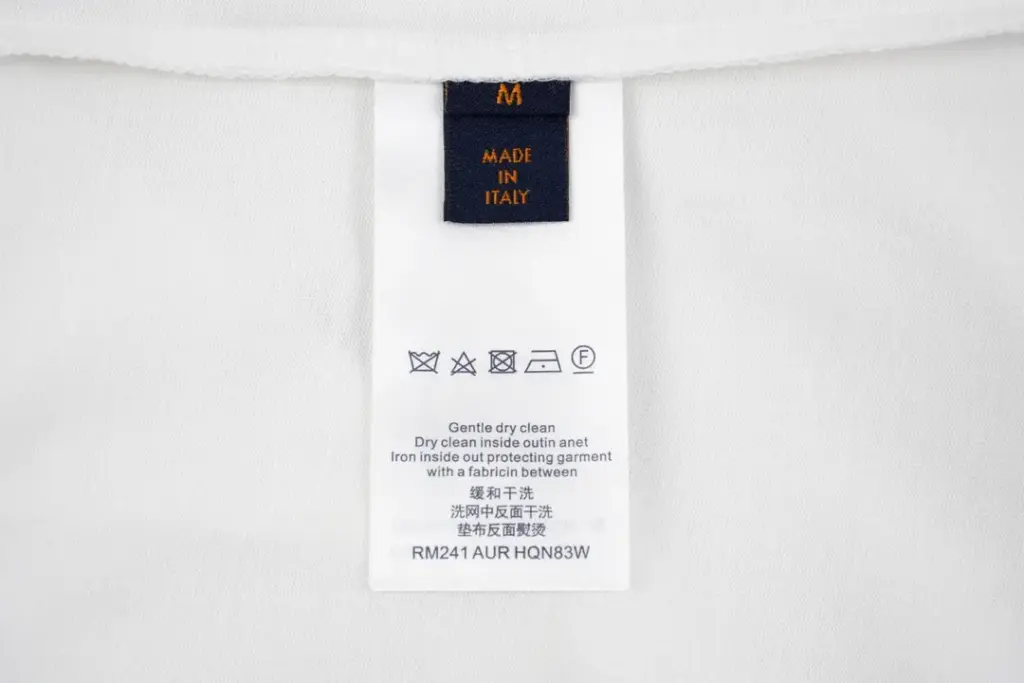 M
MADE
IN
ITALY
F
Gentle dry clean
Dry clean inside outin anet
Iron inside out protecting garment
with a fabricin between
缓和干洗
洗网中反面干洗
垫布反面熨烫
RM241 AUR HQN83W